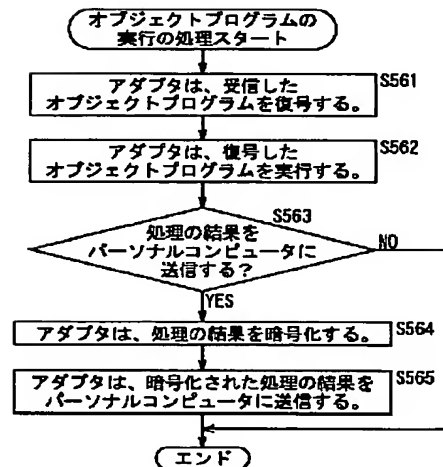 オブジェクトプログラムの
実行の処理スタート
アダプタは、受信した
オブジェクトプログラムを復号する。
S561
アダプタは、復号した
オブジェクトプログラムを実行する。
S562
S563
処理の結果を
パーソナルコンピュータに
送信する?
NO
YES
アダプタは、処理の結果を暗号化する。
S564
アダプタは、暗号化された処理の結果を
パーソナルコンピュータに送信する。
S565
エンド